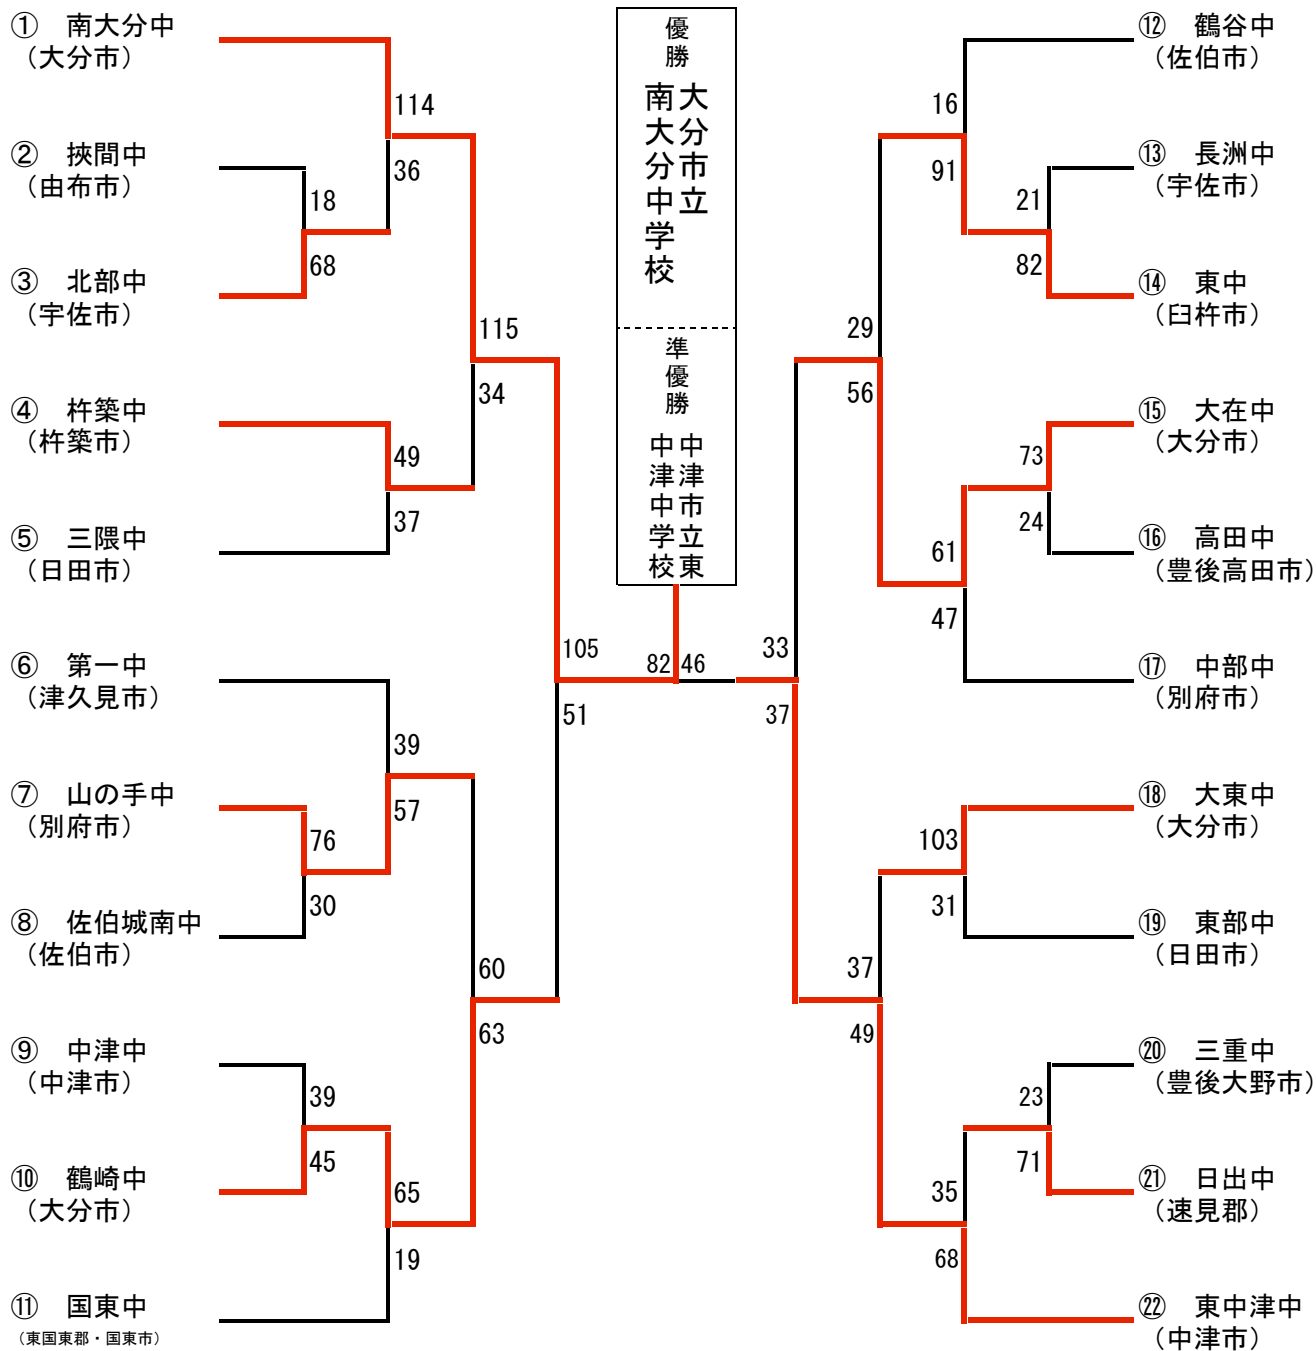 ① 南大分中
（大分市）
② 挾間中
（由布市）
③ 北部中
（宇佐市）
④ 杵築中
（杵築市）
⑤ 三隈中
（日田市）
⑥ 第一中
（津久見市）
⑦ 山の手中
（別府市）
⑧ 佐伯城南中
（佐伯市）
⑨ 中津中
（中津市）
⑩ 鶴崎中
（大分市）
⑪ 国東中
（東国東郡・国東市）
114
36
18
68
115
34
49
37
105
51
39
57
76
30
60
63
39
45
65
19
優勝
大分市立
南大分中学校
準優勝
中津市立東
中津中学校
82
46
16
91
21
82
29
56
73
24
61
47
33
37
103
31
37
49
23
71
35
68
⑫ 鶴谷中
（佐伯市）
⑬ 長洲中
（宇佐市）
⑭ 東中
（臼杵市）
⑮ 大在中
（大分市）
⑯ 高田中
（豊後高田市）
⑰ 中部中
（別府市）
⑱ 大東中
（大分市）
⑲ 東部中
（日田市）
⑳ 三重中
（豊後大野市）
㉑ 日出中
（速見郡）
㉒ 東中津中
（中津市）